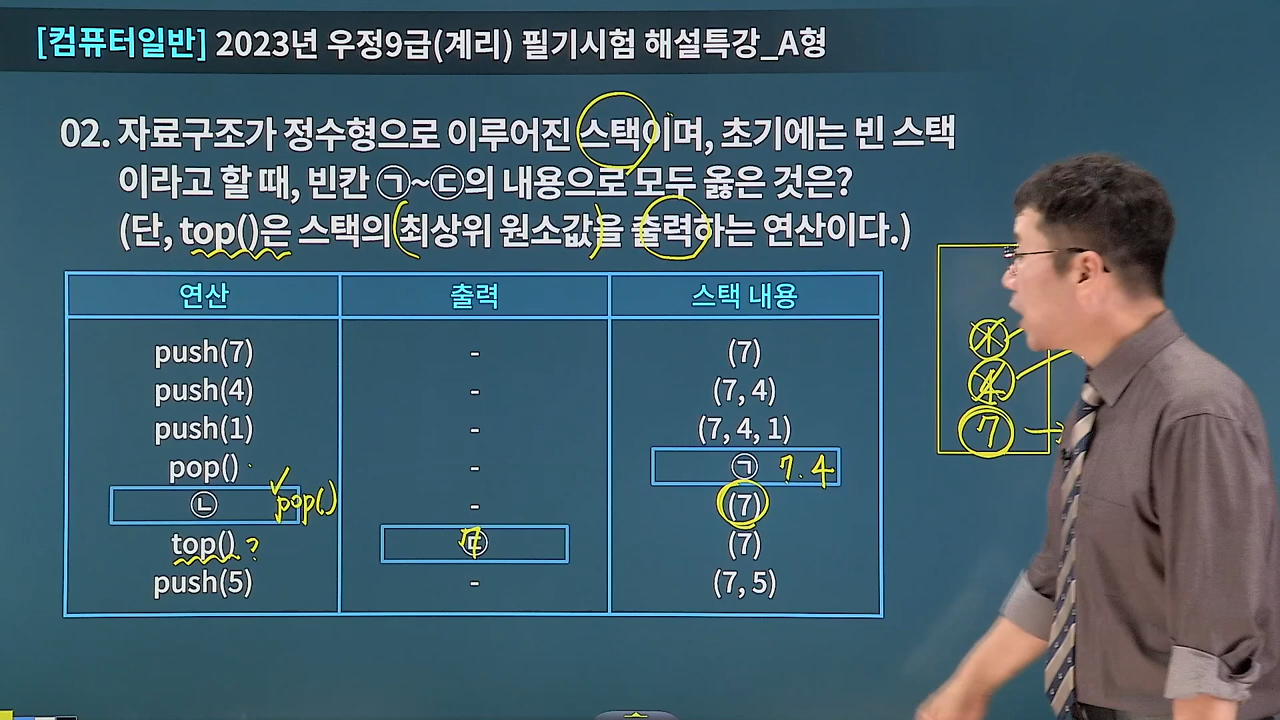 [컴퓨터일반] 2023년 우정9급(계리) 필기시험 해설특강_A형
02. 자료구조가 정수형으로 이루어진 스택이며, 초기에는 빈 스택
이라고 할 때, 빈칸 ㉠~㉢의 내용으로 모두 옳은 것은?
(단, top()은 스택의 최상위 원소값을 출력하는 연산이다.)
연산 출력 스택 내용
push(7) - (7)
push(4) - (7, 4)
push(1) - (7, 4, 1)
pop() - ㉠ 7.4
㉡ pop() - (7)
top() ? ㉢ 7 (7)
push(5) - (7, 5)
1
4
7